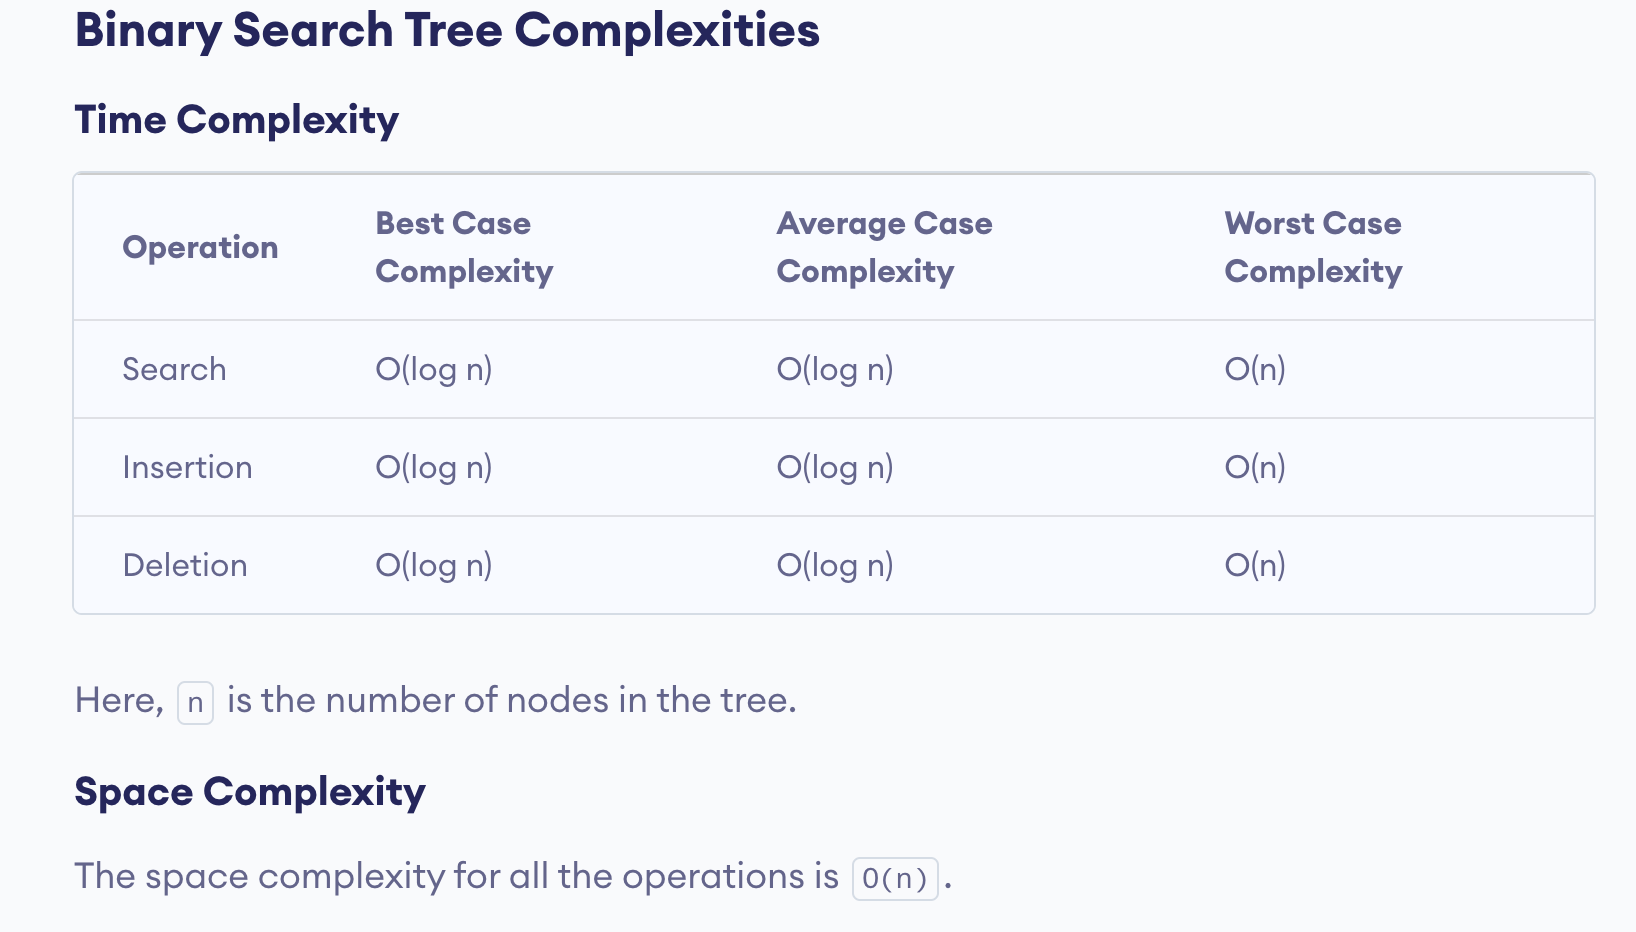 Binary Search Tree Complexities
Time Complexity
Operation
Best Case
Complexity
Average Case
Complexity
Worst Case
Complexity
Search O(log n) O(log n) O(n)
Insertion O(log n) O(log n) O(n)
Deletion O(log n) O(log n) O(n)
Here, n is the number of nodes in the tree.
Space Complexity
The space complexity for all the operations is O(n).